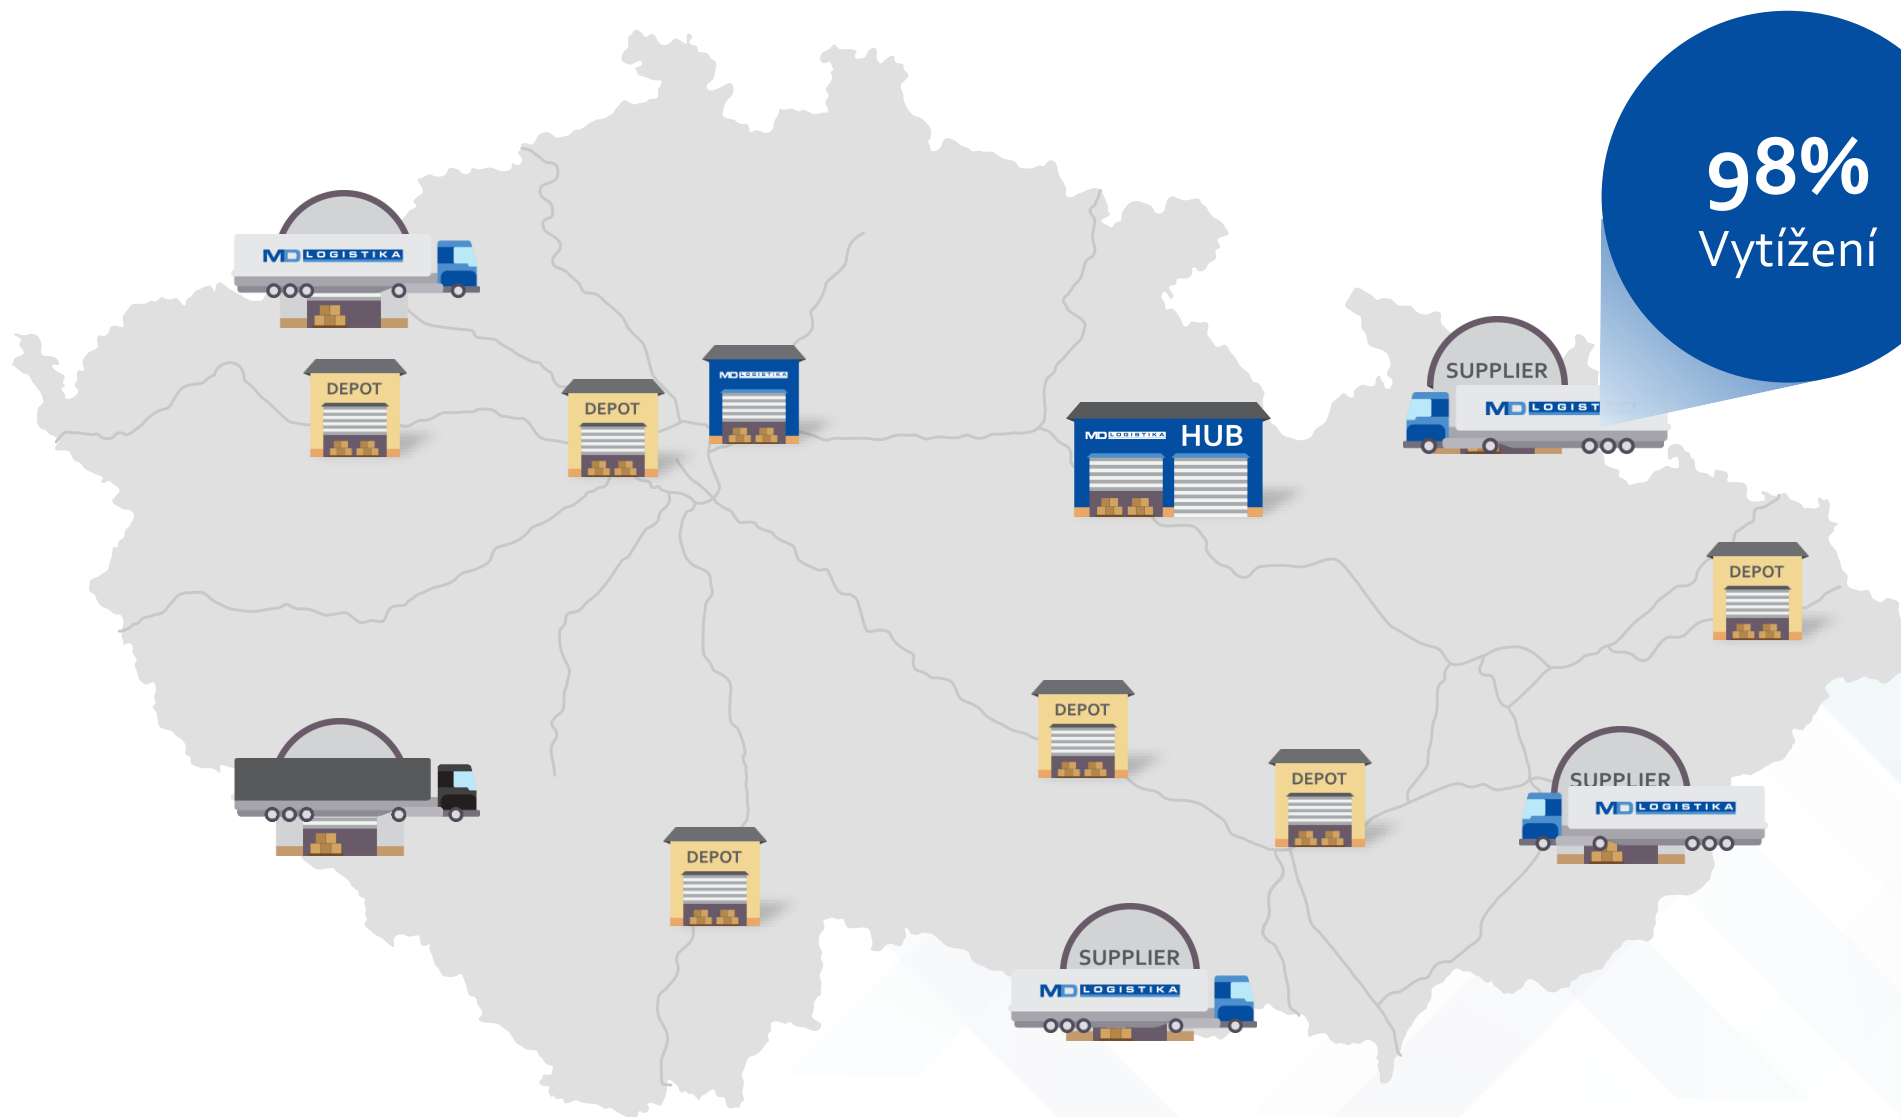 98%
Vytížení
MD LOGISTIKA
SUPPLIER
MD LOGIST
DEPOT
DEPOT
MD LOGISTIKA
MD LOGISTIKA HUB
DEPOT
DEPOT
DEPOT
SUPPLIER
MD LOGISTIKA
DEPOT
SUPPLIER
MD LOGISTIKA